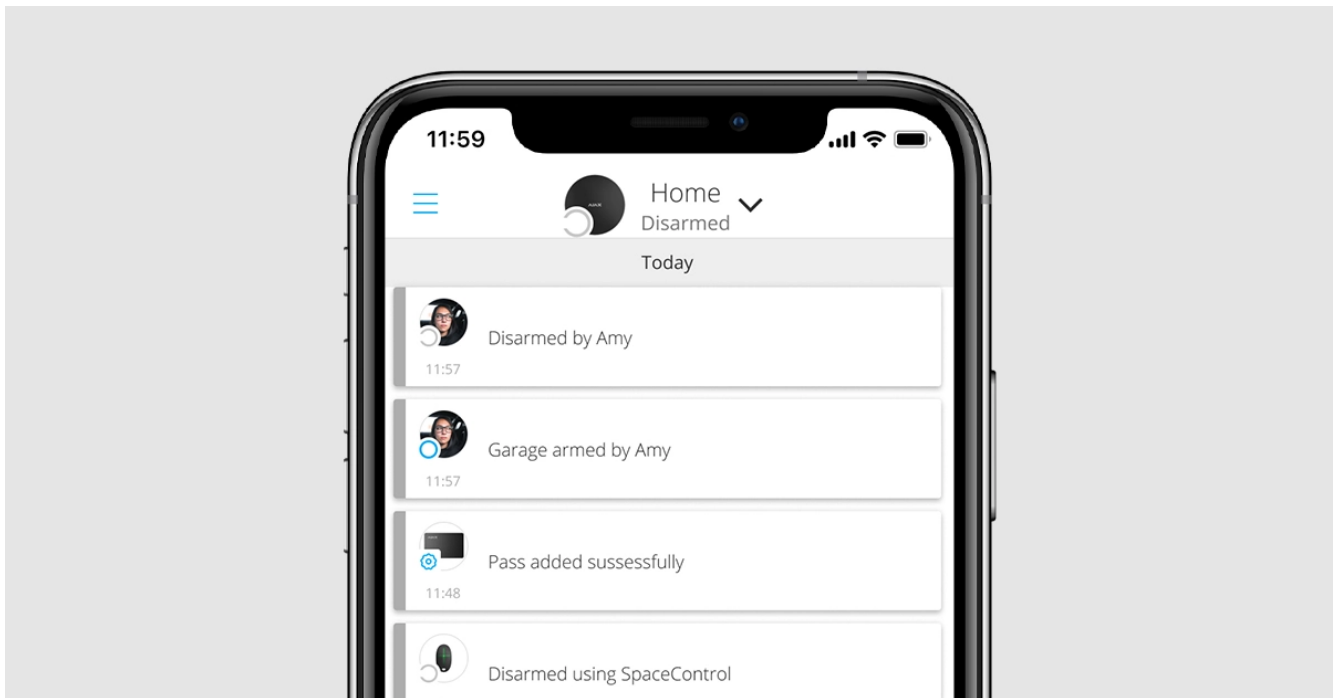 11:59
AJAX
Home
Disarmed
Today
Disarmed by Amy
11:57
Garage armed by Amy
11:57
Pass added sussessfully
11:48
Disarmed using SpaceControl